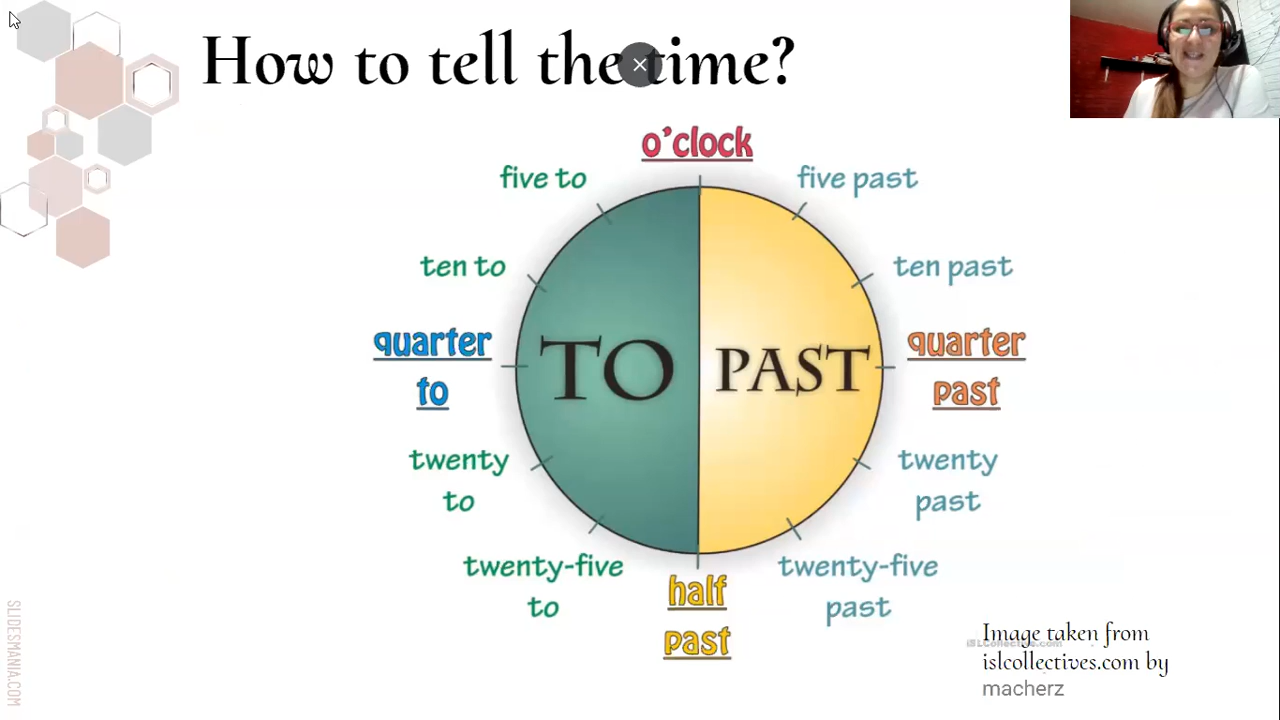 How to tell the time?
o'clock
five to
five past
ten to
ten past
quarter
to
quarter
past
TO
PAST
twenty
to
twenty
past
twenty-five
to
twenty-five
past
half
past
iSLCollective.com
Image taken from
islcollectives.com by
macherz
SLIDESMANIA.COM